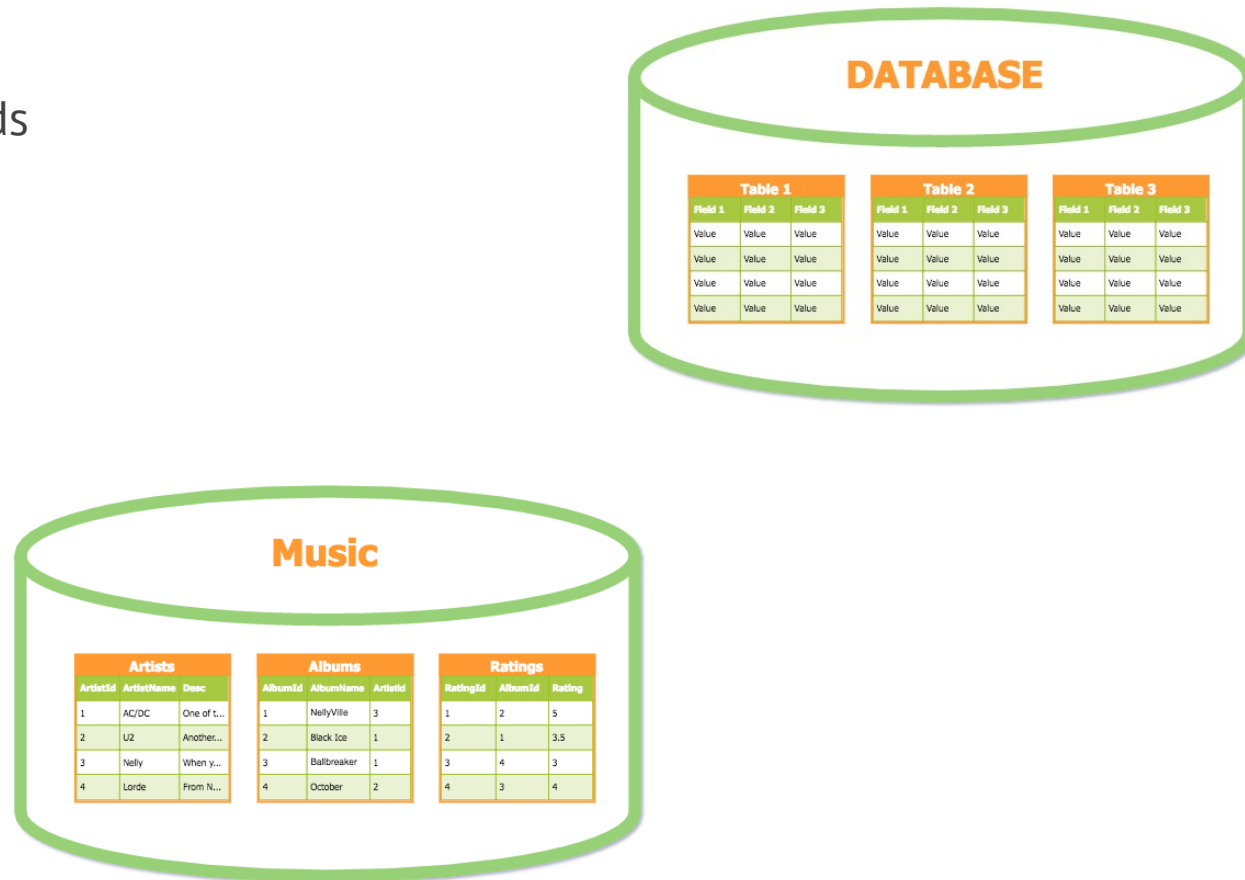 ds
DATABASE
Table 1 Table 2 Table 3
Field 1 Field 2 Field 3 Field 1 Field 2 Field 3 Field 1 Field 2 Field 3
Value Value Value Value Value Value Value Value Value
Value Value Value Value Value Value Value Value Value
Value Value Value Value Value Value Value Value Value
Value Value Value Value Value Value Value Value Value
Music
Artists Albums Ratings
ArtistId ArtistName Desc AlbumId AlbumName ArtistId RatingId AlbumId Rating
1 AC/DC One of t... 1 NellyVille 3 1 2 5
2 U2 Another... 2 Black Ice 1 2 1 3.5
3 Nelly When y... 3 Ballbreaker 1 3 4 3
4 Lorde From N... 4 October 2 4 3 4